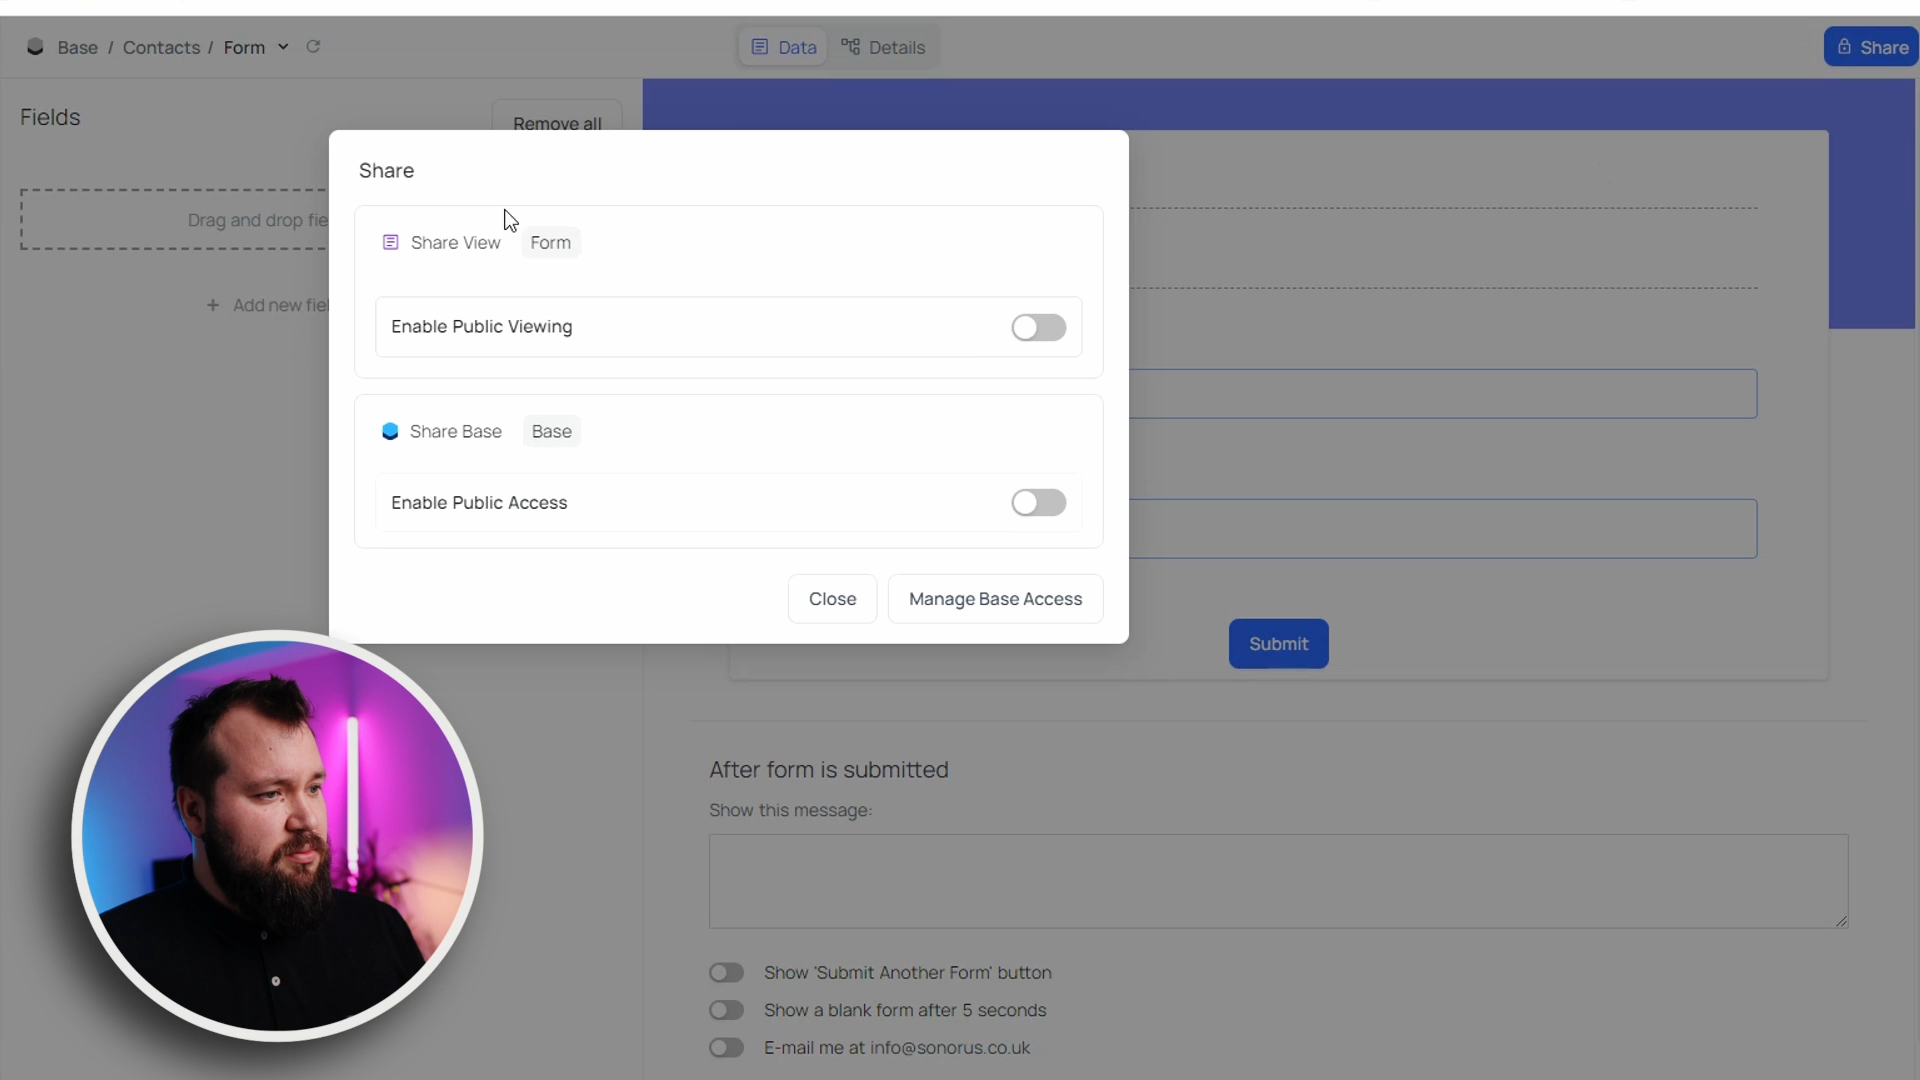 Base / Contacts / Form
Data
Details
Share
Fields
Remove all
Drag and drop fie
+ Add new fiel
Share
Share View
Form
Enable Public Viewing
Share Base
Base
Enable Public Access
Close
Manage Base Access
Submit
After form is submitted
Show this message:
Show 'Submit Another Form' button
Show a blank form after 5 seconds
E-mail me at info@sonorus.co.uk